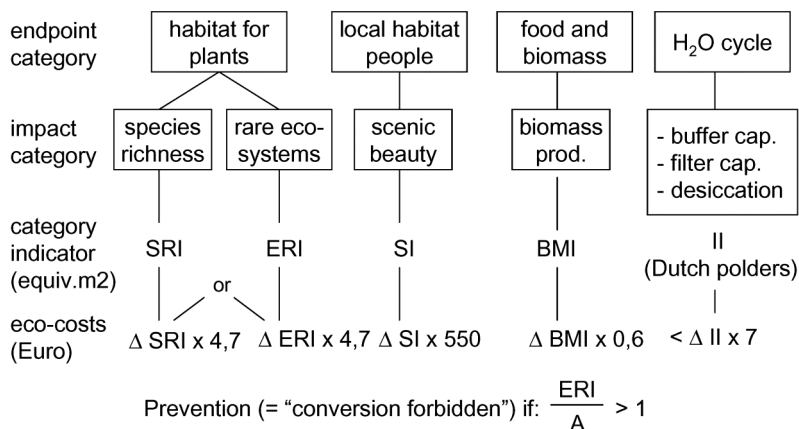 endpoint category
habitat for plants
local habitat people
food and biomass
H₂O cycle
impact category
species richness
rare eco-systems
scenic beauty
biomass prod.
- buffer cap.
- filter cap.
- desiccation
category indicator (equiv.m2)
SRI
ERI
SI
BMI
II
(Dutch polders)
or
eco-costs (Euro)
Δ SRI x 4,7
Δ ERI x 4,7
Δ SI x 550
Δ BMI x 0,6
< Δ II x 7
Prevention (= “conversion forbidden”) if: ERI / A > 1